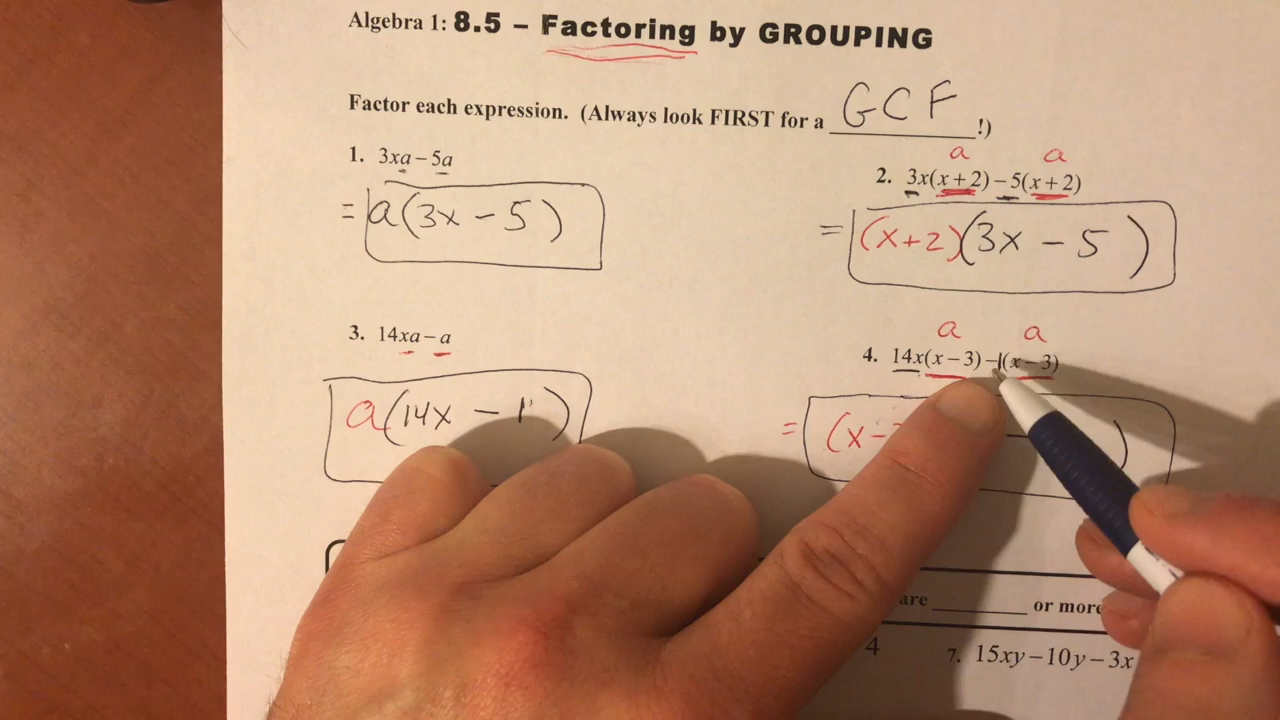 Algebra 1: 8.5 – Factoring by GROUPING
Factor each expression. (Always look FIRST for a GCF !)
1. 3xa – 5a
= a(3x – 5)
a a
2. 3x(x + 2) – 5(x + 2)
= (x+2)(3x – 5)
3. 14xa – a
a(14x – 1)
a a
4. 14x(x – 3) – 1(x – 3)
= (x – )
are ______ or more
4
7. 15xy – 10y – 3x